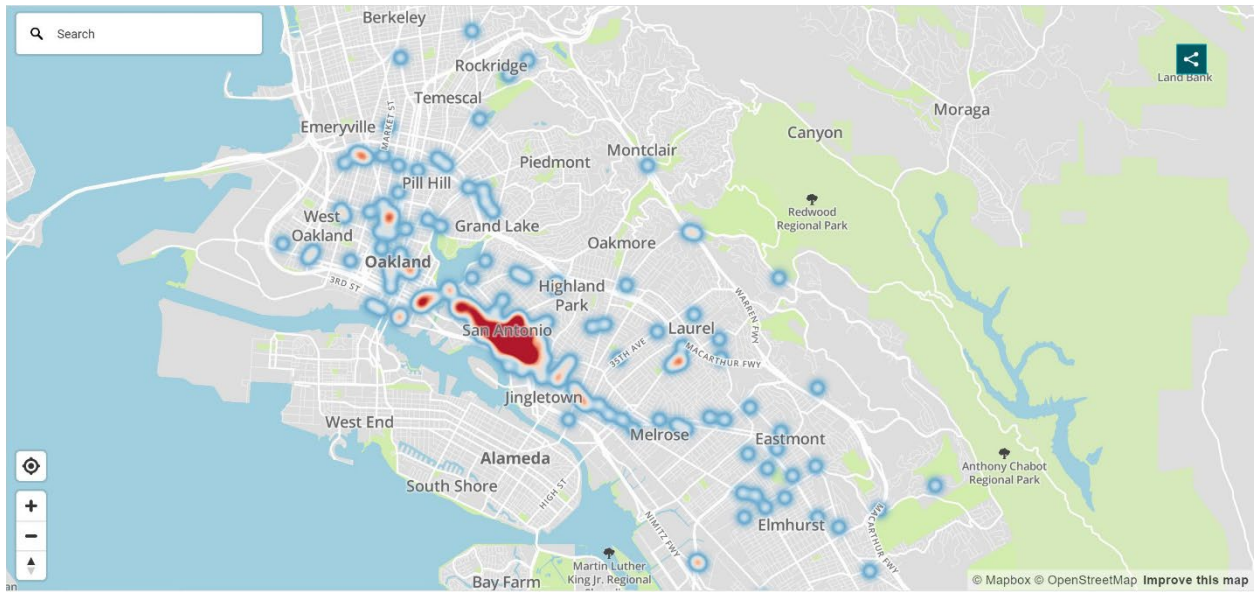 Search
Berkeley
Rockridge
Temescal
Land Bank
Moraga
Emeryville
MARKET ST
Canyon
Montclair
Piedmont
Pill Hill
Redwood
Regional Park
West
Oakland
Grand Lake
Oakmore
Oakland
3RD ST
Highland
Park
WARREN FWY
San Antonio
Laurel
35TH AVE
MACARTHUR FWY
Jingletown
West End
Melrose
Eastmont
Alameda
Anthony Chabot
Regional Park
South Shore
HIGH ST
Elmhurst
NIMITZ FWY
MACARTHUR FWY
Martin Luther
King Jr. Regional
Bay Farm
© Mapbox © OpenStreetMap Improve this map